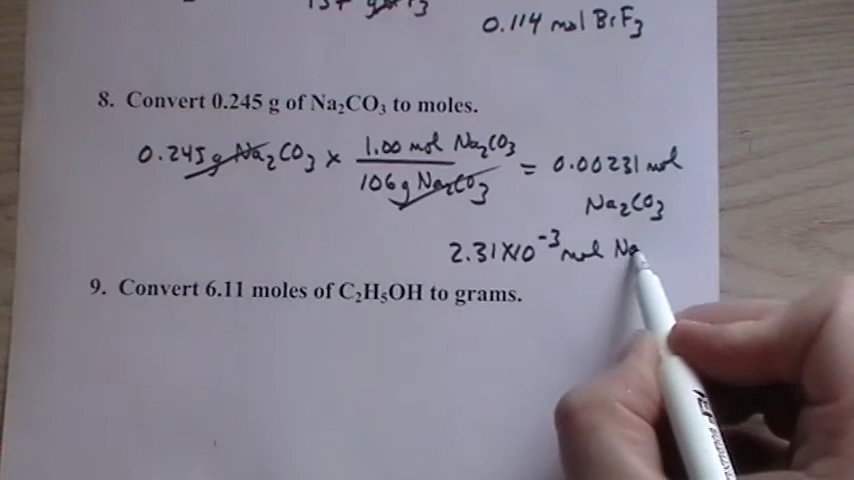 0.114 mol BrF₃
8. Convert 0.245 g of Na₂CO₃ to moles.
0.245g Na₂CO₃ × 1.00 mol Na₂CO₃ / 106g Na₂CO₃ = 0.00231 mol
Na₂CO₃
2.31×10⁻³ mol Na
9. Convert 6.11 moles of C₂H₅OH to grams.